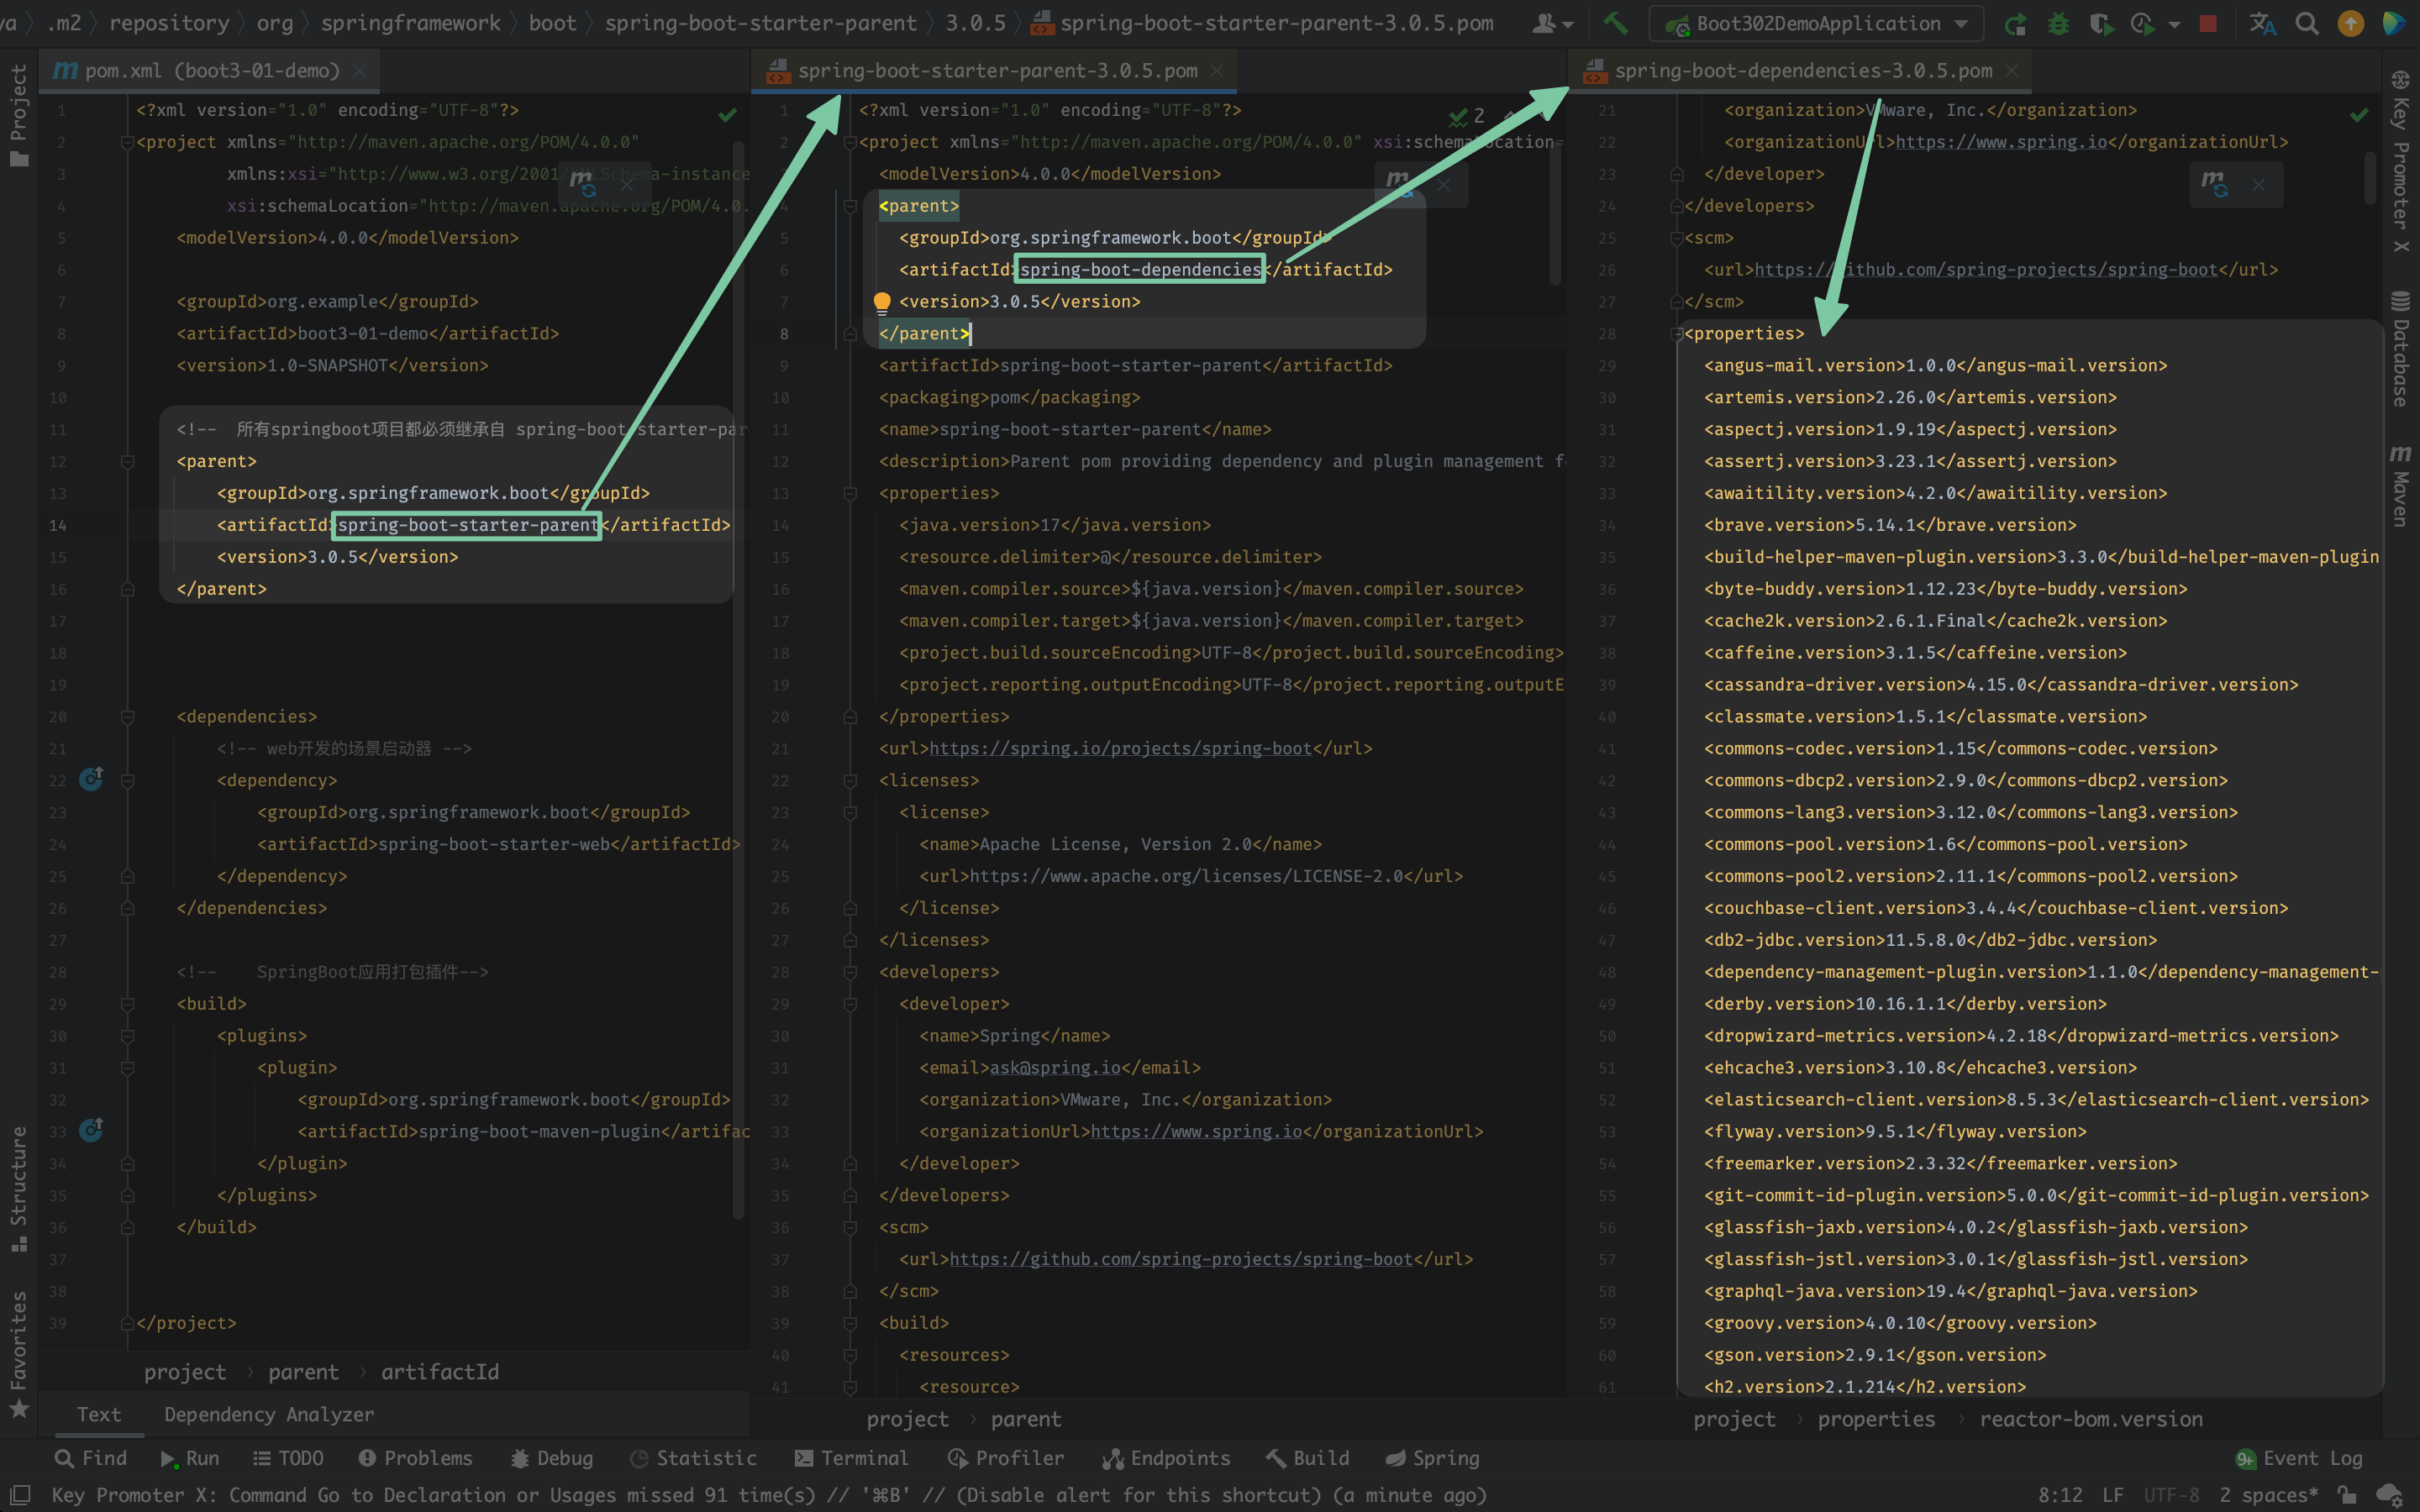 va › .m2 › repository › org › springframework › boot › spring-boot-starter-parent › 3.0.5 › spring-boot-starter-parent-3.0.5.pom
Boot302DemoApplication
Project
Structure
Favorites
pom.xml (boot3-01-demo)
1 <?xml version="1.0" encoding="UTF-8"?>
2 <project xmlns="http://maven.apache.org/POM/4.0.0"
3 xmlns:xsi="http://www.w3.org/2001/XMLSchema-instance
4 xsi:schemaLocation="http://maven.apache.org/POM/4.0.
5 <modelVersion>4.0.0</modelVersion>
6
7 <groupId>org.example</groupId>
8 <artifactId>boot3-01-demo</artifactId>
9 <version>1.0-SNAPSHOT</version>
10
11 <!-- 所有springboot项目都必须继承自 spring-boot-starter-par
12 <parent>
13 <groupId>org.springframework.boot</groupId>
14 <artifactId>spring-boot-starter-parent</artifactId>
15 <version>3.0.5</version>
16 </parent>
17
18
19
20 <dependencies>
21 <!-- web开发的场景启动器 -->
22 <dependency>
23 <groupId>org.springframework.boot</groupId>
24 <artifactId>spring-boot-starter-web</artifactId>
25 </dependency>
26 </dependencies>
27
28 <!-- SpringBoot应用打包插件-->
29 <build>
30 <plugins>
31 <plugin>
32 <groupId>org.springframework.boot</groupId>
33 <artifactId>spring-boot-maven-plugin</artifac
34 </plugin>
35 </plugins>
36 </build>
37
38
39 </project>
project › parent › artifactId
Text Dependency Analyzer
spring-boot-starter-parent-3.0.5.pom
2
1 <?xml version="1.0" encoding="UTF-8"?>
2 <project xmlns="http://maven.apache.org/POM/4.0.0" xsi:schemaLocation=
<modelVersion>4.0.0</modelVersion>
4 <parent>
5 <groupId>org.springframework.boot</groupId>
6 <artifactId>spring-boot-dependencies</artifactId>
7 <version>3.0.5</version>
8 </parent>
9 <artifactId>spring-boot-starter-parent</artifactId>
10 <packaging>pom</packaging>
11 <name>spring-boot-starter-parent</name>
12 <description>Parent pom providing dependency and plugin management f
13 <properties>
14 <java.version>17</java.version>
15 <resource.delimiter>@</resource.delimiter>
16 <maven.compiler.source>${java.version}</maven.compiler.source>
17 <maven.compiler.target>${java.version}</maven.compiler.target>
18 <project.build.sourceEncoding>UTF-8</project.build.sourceEncoding>
19 <project.reporting.outputEncoding>UTF-8</project.reporting.outputE
20 </properties>
21 <url>https://spring.io/projects/spring-boot</url>
22 <licenses>
23 <license>
24 <name>Apache License, Version 2.0</name>
25 <url>https://www.apache.org/licenses/LICENSE-2.0</url>
26 </license>
27 </licenses>
28 <developers>
29 <developer>
30 <name>Spring</name>
31 <email>ask@spring.io</email>
32 <organization>VMware, Inc.</organization>
33 <organizationUrl>https://www.spring.io</organizationUrl>
34 </developer>
35 </developers>
36 <scm>
37 <url>https://github.com/spring-projects/spring-boot</url>
38 </scm>
39 <build>
40 <resources>
41 <resource>
project › parent
spring-boot-dependencies-3.0.5.pom
21 <organization>VMware, Inc.</organization>
22 <organizationUrl>https://www.spring.io</organizationUrl>
23 </developer>
24 </developers>
25 <scm>
26 <url>https://github.com/spring-projects/spring-boot</url>
27 </scm>
28 <properties>
29 <angus-mail.version>1.0.0</angus-mail.version>
30 <artemis.version>2.26.0</artemis.version>
31 <aspectj.version>1.9.19</aspectj.version>
32 <assertj.version>3.23.1</assertj.version>
33 <awaitility.version>4.2.0</awaitility.version>
34 <brave.version>5.14.1</brave.version>
35 <build-helper-maven-plugin.version>3.3.0</build-helper-maven-plugin
36 <byte-buddy.version>1.12.23</byte-buddy.version>
37 <cache2k.version>2.6.1.Final</cache2k.version>
38 <caffeine.version>3.1.5</caffeine.version>
39 <cassandra-driver.version>4.15.0</cassandra-driver.version>
40 <classmate.version>1.5.1</classmate.version>
41 <commons-codec.version>1.15</commons-codec.version>
42 <commons-dbcp2.version>2.9.0</commons-dbcp2.version>
43 <commons-lang3.version>3.12.0</commons-lang3.version>
44 <commons-pool.version>1.6</commons-pool.version>
45 <commons-pool2.version>2.11.1</commons-pool2.version>
46 <couchbase-client.version>3.4.4</couchbase-client.version>
47 <db2-jdbc.version>11.5.8.0</db2-jdbc.version>
48 <dependency-management-plugin.version>1.1.0</dependency-management-
49 <derby.version>10.16.1.1</derby.version>
50 <dropwizard-metrics.version>4.2.18</dropwizard-metrics.version>
51 <ehcache3.version>3.10.8</ehcache3.version>
52 <elasticsearch-client.version>8.5.3</elasticsearch-client.version>
53 <flyway.version>9.5.1</flyway.version>
54 <freemarker.version>2.3.32</freemarker.version>
55 <git-commit-id-plugin.version>5.0.0</git-commit-id-plugin.version>
56 <glassfish-jaxb.version>4.0.2</glassfish-jaxb.version>
57 <glassfish-jstl.version>3.0.1</glassfish-jstl.version>
58 <graphql-java.version>19.4</graphql-java.version>
59 <groovy.version>4.0.10</groovy.version>
60 <gson.version>2.9.1</gson.version>
61 <h2.version>2.1.214</h2.version>
project › properties › reactor-bom.version
Key Promoter X
Database
Maven
Find Run TODO Problems Debug Statistic Terminal Profiler Endpoints Build Spring 9+ Event Log
Key Promoter X: Command Go to Declaration or Usages missed 91 time(s) // '⌘B' // (Disable alert for this shortcut) (a minute ago) 8:12 LF UTF-8 2 spaces*